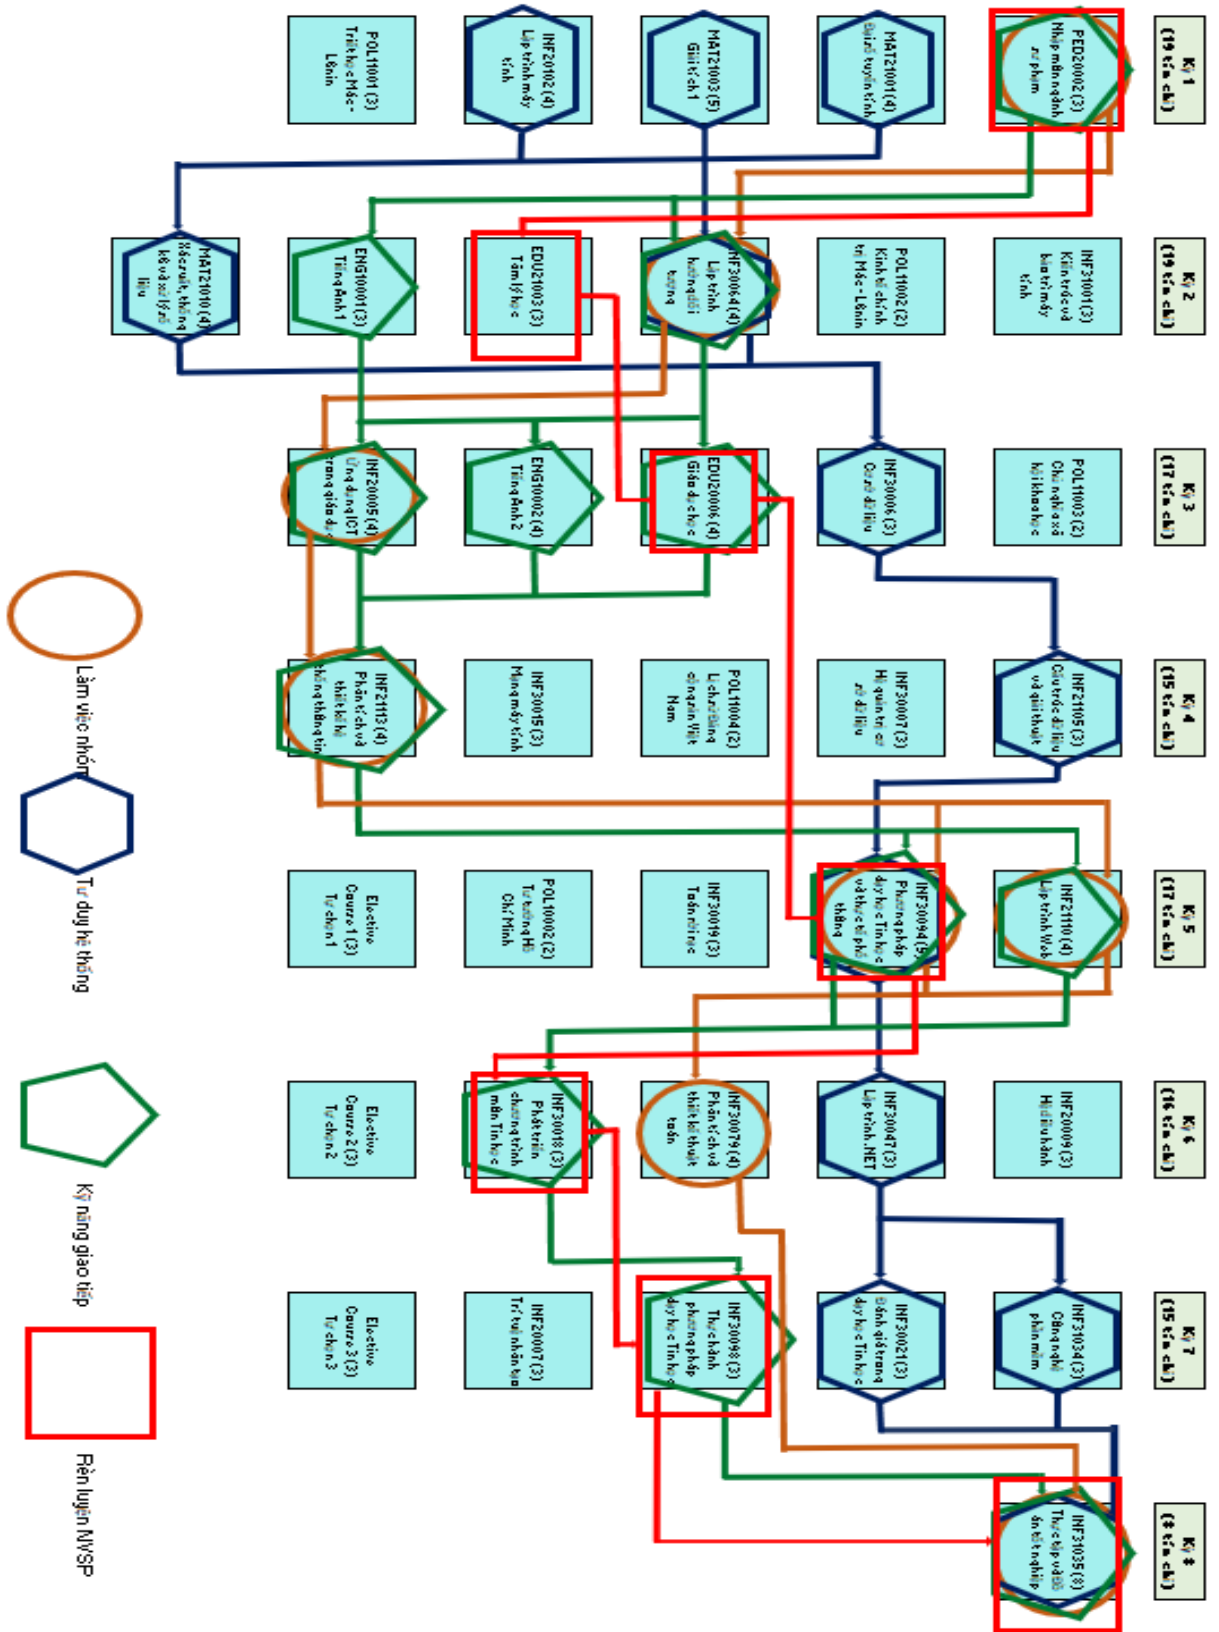 Kỳ 1
(19 tín chỉ)
PED20002 (3)
Nhập môn ngành
sư phạm
MAT21001 (4)
Đại số tuyến tính
MAT21003 (5)
Giải tích 1
INF20102 (4)
Lập trình máy
tính
POL11001 (3)
Triết học Mác -
Lênin
Kỳ 2
(19 tín chỉ)
INF31001 (3)
Kiến trúc và
bảo trì máy
tính
POL11002 (2)
Kinh tế chính
trị Mác - Lênin
INF30064 (4)
Lập trình
hướng đối
tượng
EDU21003 (3)
Tâm lý học
ENG10001 (3)
Tiếng Anh 1
MAT21010 (4)
Xác suất, thống
kê và xử lý số
liệu
Kỳ 3
(17 tín chỉ)
POL11003 (2)
Chủ nghĩa xã
hội khoa học
INF30006 (3)
Cơ sở dữ liệu
EDU20006 (4)
Giáo dục học
ENG10002 (4)
Tiếng Anh 2
INF20005 (4)
Ứng dụng ICT
trong giáo dục
Kỳ 4
(15 tín chỉ)
INF21105 (3)
Cấu trúc dữ liệu
và giải thuật
INF30007 (3)
Hệ quản trị cơ
sở dữ liệu
POL11004 (2)
Lịch sử Đảng
cộng sản Việt
Nam
INF30015 (3)
Mạng máy tính
INF21113 (4)
Phân tích và
thiết kế hệ
thống thông tin
Kỳ 5
(17 tín chỉ)
INF21110 (4)
Lập trình Web
INF30094 (5)
Phương pháp
dạy học Tin học
và thực tế phổ
thông
INF30019 (3)
Toán rời rạc
POL10002 (2)
Tư tưởng Hồ
Chí Minh
Elective
Course 1 (3)
Tự chọn 1
Kỳ 6
(16 tín chỉ)
INF20009 (3)
Hệ điều hành
INF30047 (3)
Lập trình .NET
INF30079 (4)
Phân tích và
thiết kế thuật
toán
INF30018 (3)
Phát triển
chương trình
môn Tin học
Elective
Course 2 (3)
Tự chọn 2
Kỳ 7
(15 tín chỉ)
INF31034 (3)
Công nghệ
phần mềm
INF30021 (3)
Đánh giá trong
dạy học Tin học
INF30098 (3)
Thực hành
phương pháp
dạy học Tin học
INF20007 (3)
Trí tuệ nhân tạo
Elective
Course 3 (3)
Tự chọn 3
Kỳ 8
(8 tín chỉ)
INF31035 (8)
Thực tập và Đồ
án tốt nghiệp
Làm việc nhóm
Tư duy hệ thống
Kỹ năng giao tiếp
Rèn luyện NVSP